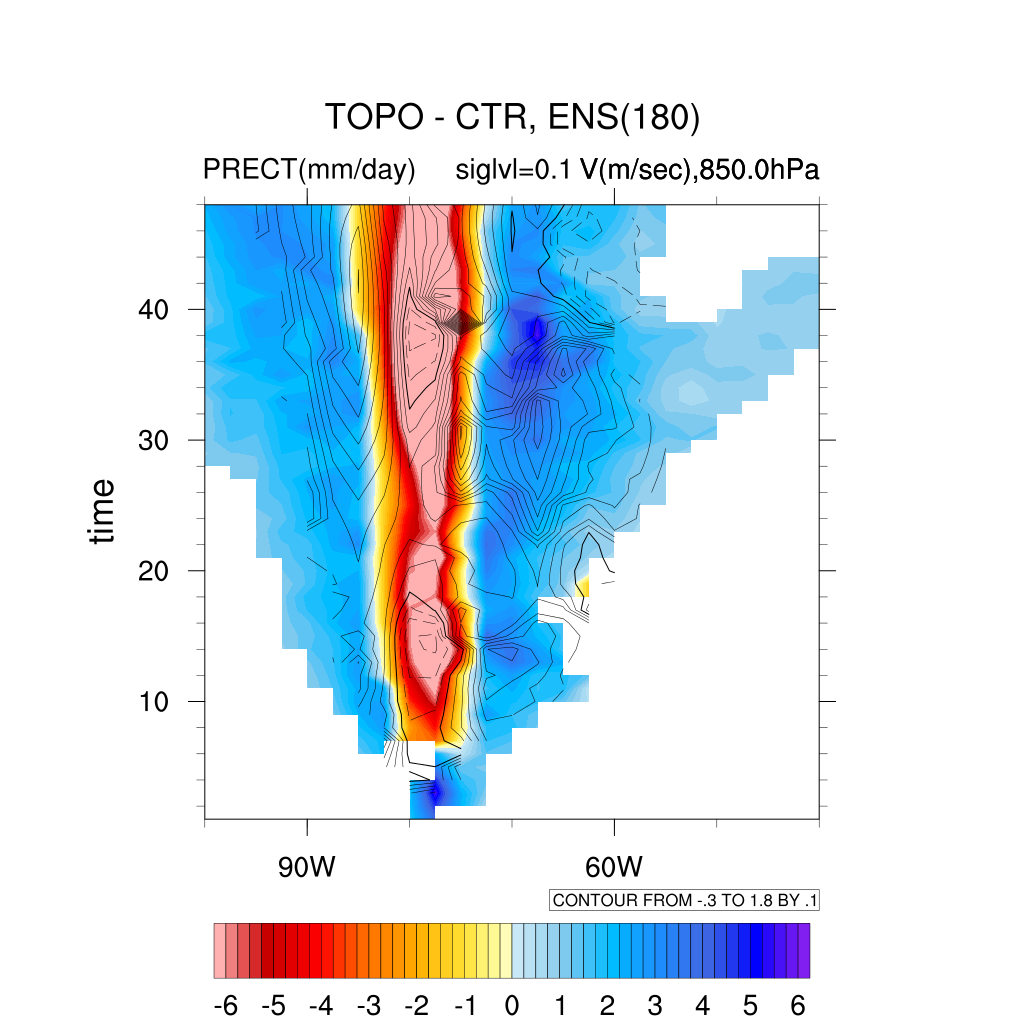 TOPO - CTR, ENS(180)
PRECT(mm/day) siglvl=0.1 V(m/sec),850.0hPa
40
30
20
10
time
90W 60W
CONTOUR FROM -.3 TO 1.8 BY .1
-6 -5 -4 -3 -2 -1 0 1 2 3 4 5 6